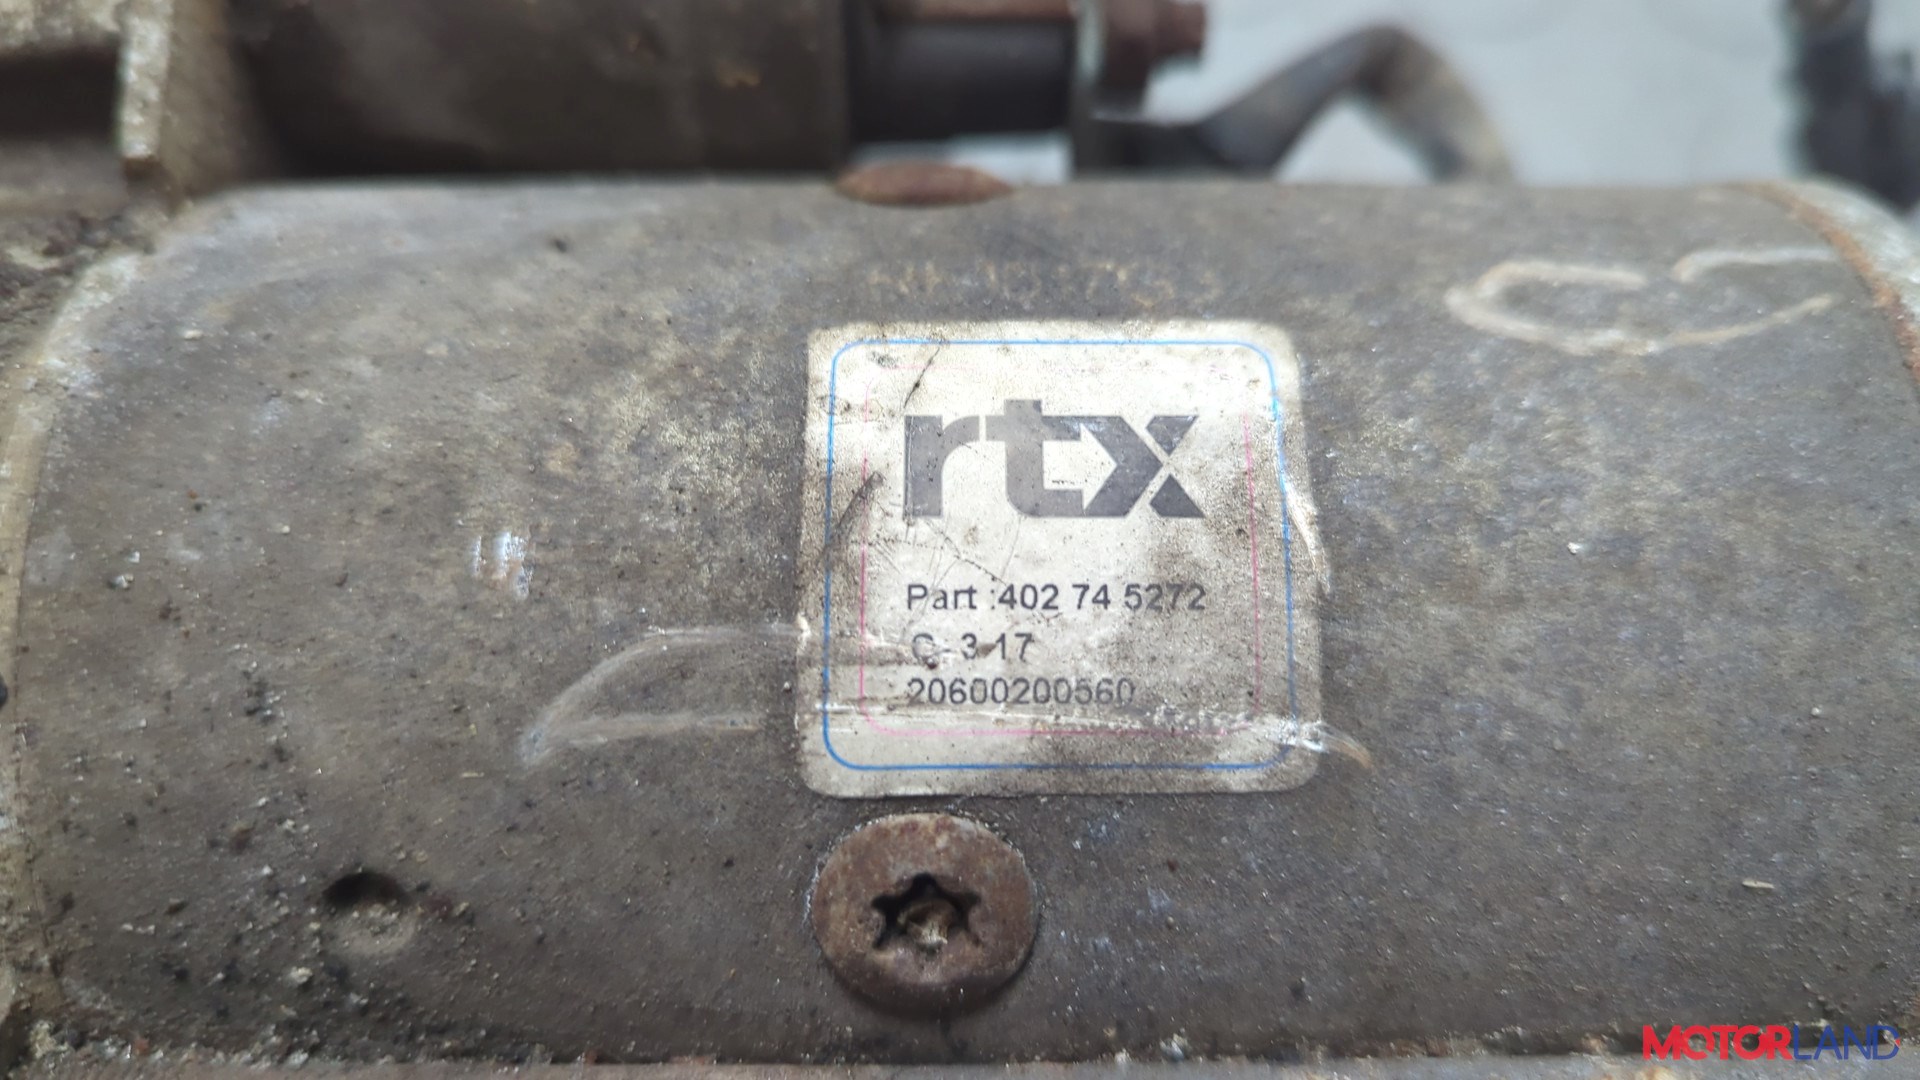 rtx
Part :402 74 5272
C- 3 17
20600200560
MOTORLAND